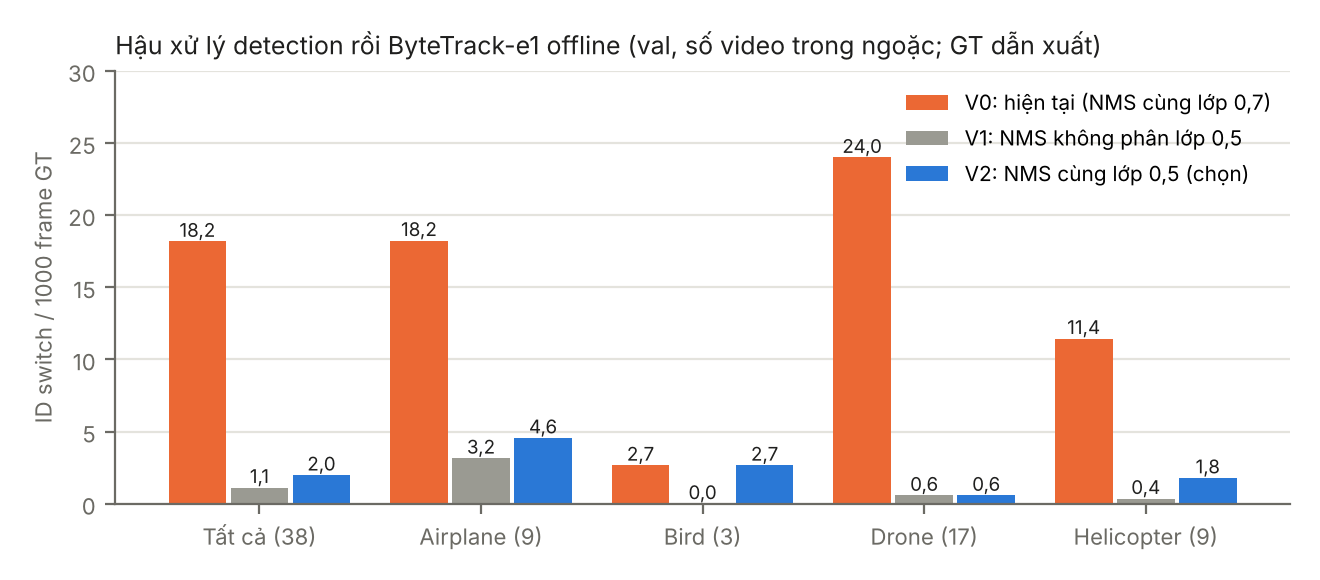 Hậu xử lý detection rồi ByteTrack-e1 offline (val, số video trong ngoặc; GT dẫn xuất)
ID switch / 1000 frame GT
30
25
20
15
10
5
0
V0: hiện tại (NMS cùng lớp 0,7)
V1: NMS không phân lớp 0,5
V2: NMS cùng lớp 0,5 (chọn)
18,2
1,1
2,0
18,2
3,2
4,6
2,7
0,0
2,7
24,0
0,6
0,6
11,4
0,4
1,8
Tất cả (38)
Airplane (9)
Bird (3)
Drone (17)
Helicopter (9)